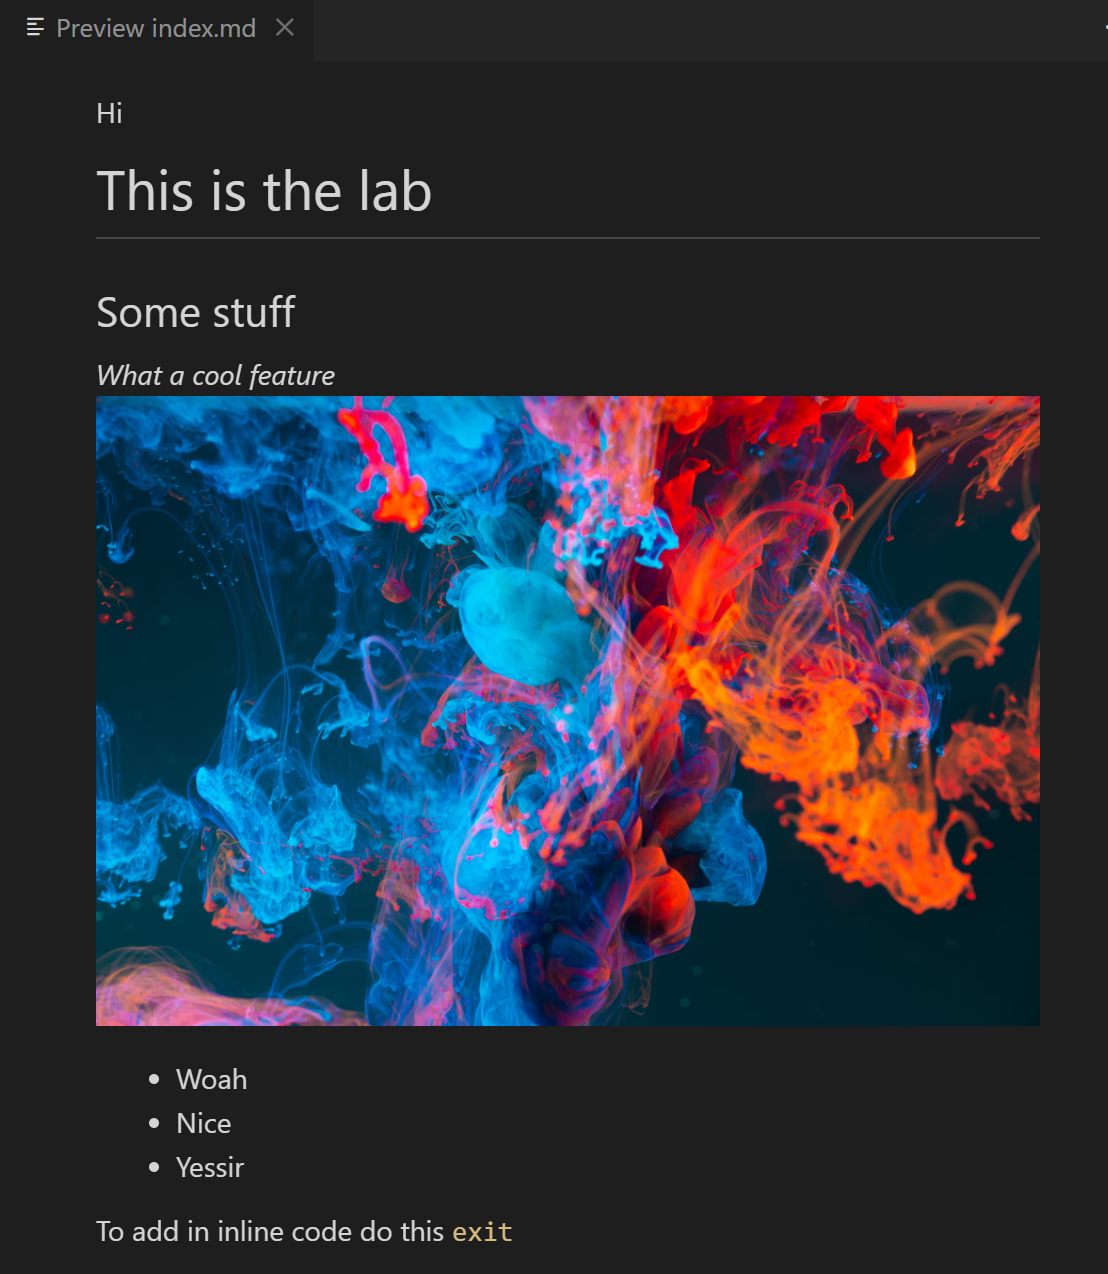 Preview index.md
Hi
This is the lab
Some stuff
What a cool feature
Woah
Nice
Yessir
To add in inline code do this exit